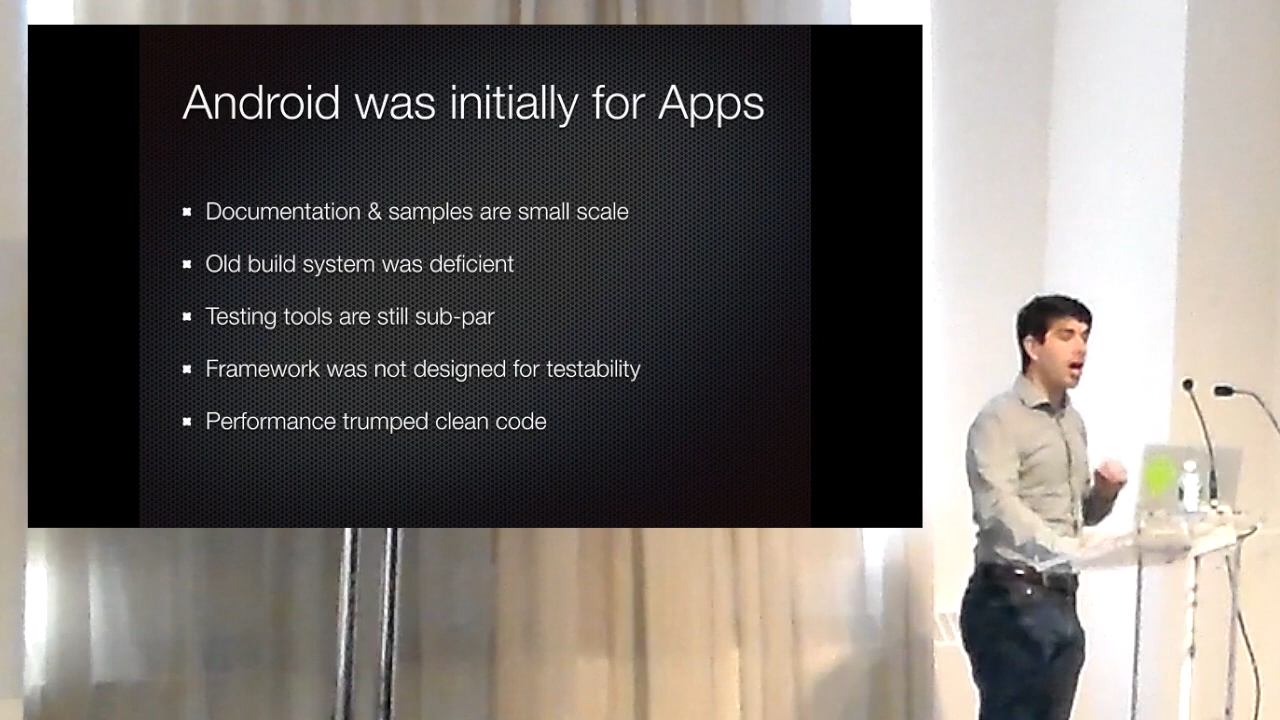 Android was initially for Apps
Documentation & samples are small scale
Old build system was deficient
Testing tools are still sub-par
Framework was not designed for testability
Performance trumped clean code